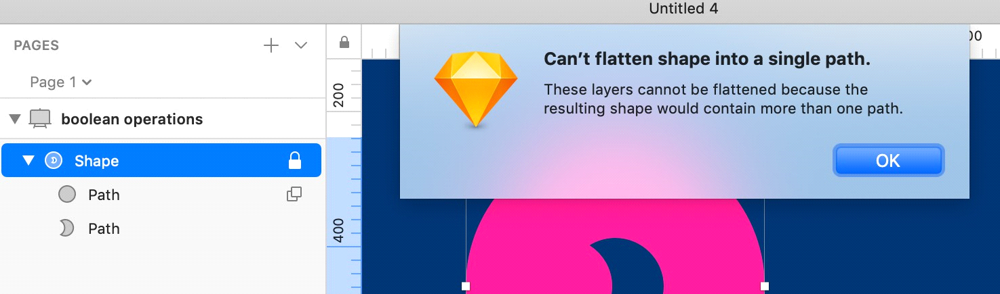 Untitled 4
PAGES
Page 1
boolean operations
Shape
Path
Path
200
400
00
Can’t flatten shape into a single path.
These layers cannot be flattened because the
resulting shape would contain more than one path.
OK